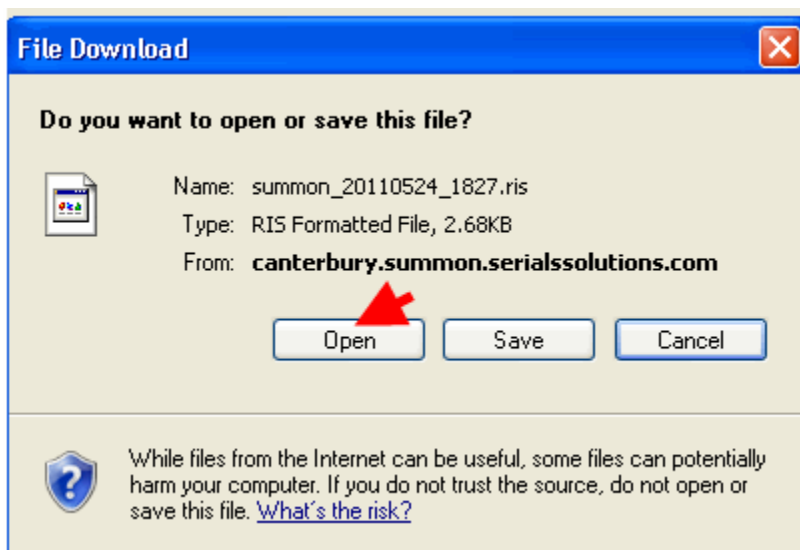 File Download
Do you want to open or save this file?
Name: summon_20110524_1827.ris
Type: RIS Formatted File, 2.68KB
From: canterbury.summon.serialssolutions.com
Open Save Cancel
While files from the Internet can be useful, some files can potentially
harm your computer. If you do not trust the source, do not open or
save this file. What's the risk?